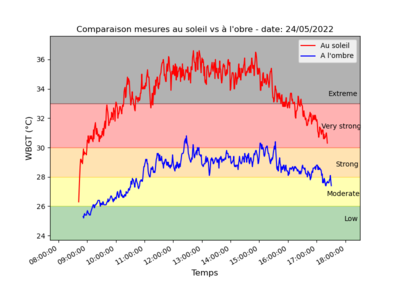 Comparaison mesures au soleil vs à l'obre - date: 24/05/2022
Au soleil
A l'ombre
36
34
32
30
28
26
24
WBGT (°C)
Extreme
Very strong
Strong
Moderate
Low
08:00:00
09:00:00
10:00:00
11:00:00
12:00:00
13:00:00
14:00:00
15:00:00
16:00:00
17:00:00
18:00:00
Temps